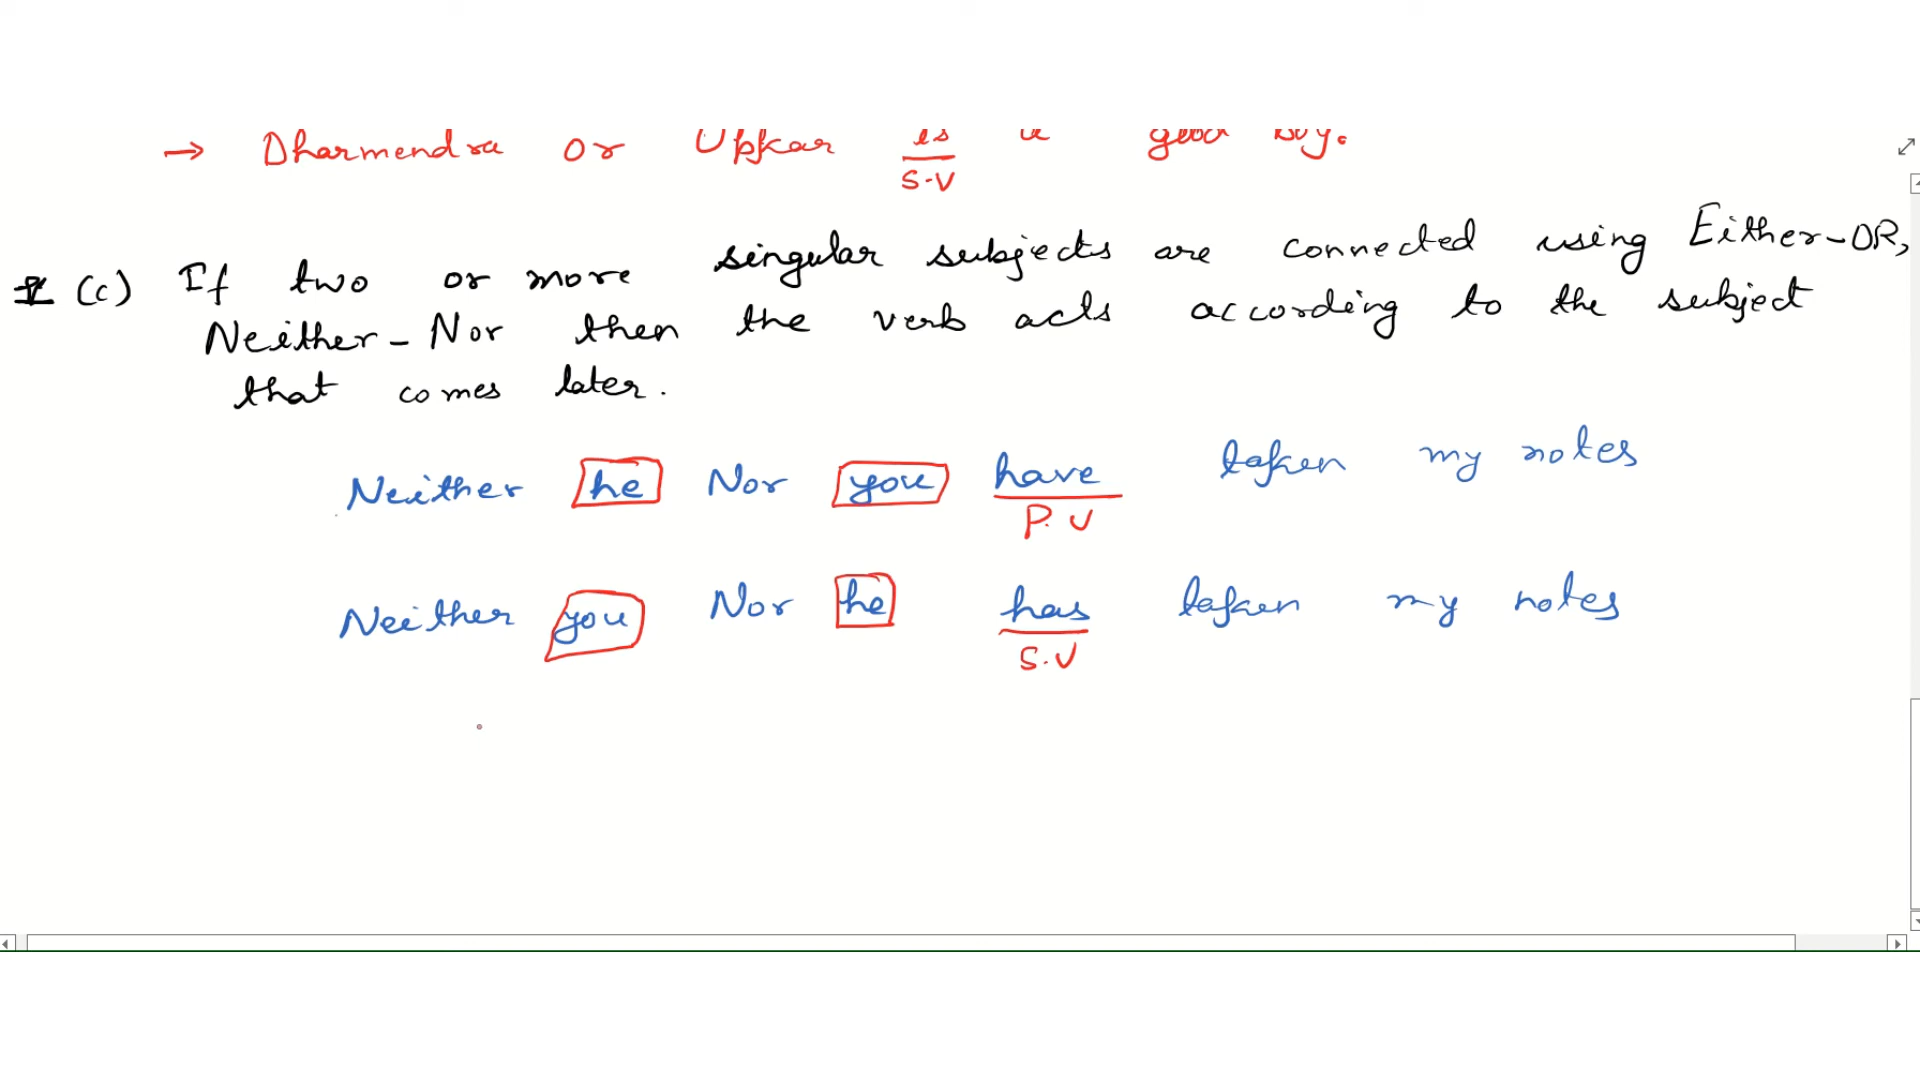 → Dharmendra or Upkar is a good boy.
S.V
(c) If two or more singular subjects are connected using Either-OR,
Neither - Nor then the verb acts according to the subject
that comes later.
Neither he Nor you have taken my notes
P.V
Neither you Nor he has taken my notes
S.V